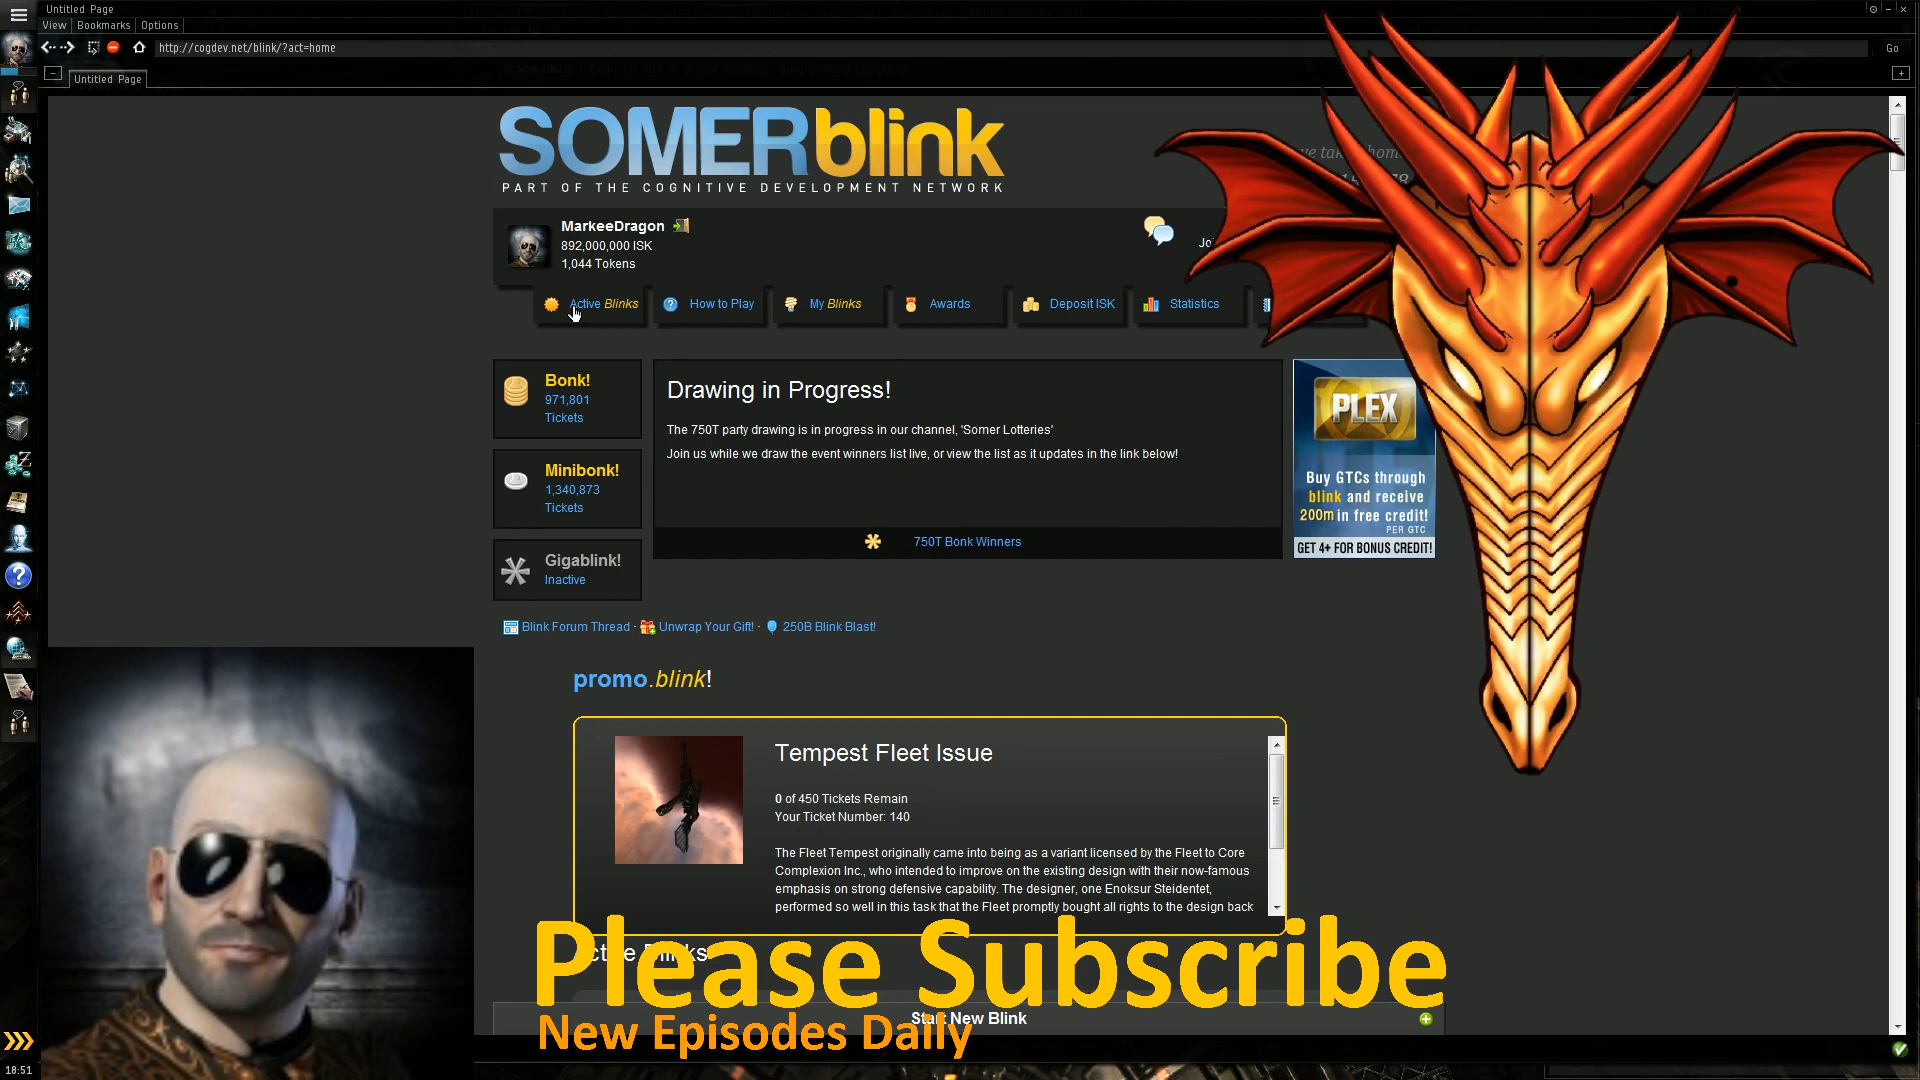 Untitled Page
View Bookmarks Options
http://cogdev.net/blink/?act=home
Go
Untitled Page
SOMERblink
PART OF THE COGNITIVE DEVELOPMENT NETWORK
MarkeeDragon
892,000,000 ISK
1,044 Tokens
Active Blinks
How to Play
My Blinks
Awards
Deposit ISK
Statistics
Bonk!
971,801
Tickets
Minibonk!
1,340,873
Tickets
Gigablink!
Inactive
Drawing in Progress!
The 750T party drawing is in progress in our channel, 'Somer Lotteries'
Join us while we draw the event winners list live, or view the list as it updates in the link below!
750T Bonk Winners
PLEX
Buy GTCs through
blink and receive
200m in free credit!
PER GTC
GET 4+ FOR BONUS CREDIT!
Blink Forum Thread · Unwrap Your Gift! · 250B Blink Blast!
promo.blink!
Tempest Fleet Issue
0 of 450 Tickets Remain
Your Ticket Number: 140
The Fleet Tempest originally came into being as a variant licensed by the Fleet to Core
Complexion Inc., who intended to improve on the existing design with their now-famous
emphasis on strong defensive capability. The designer, one Enoksur Steidentet,
performed so well in this task that the Fleet promptly bought all rights to the design back
Please Subscribe
Start New Blink
New Episodes Daily
18:51